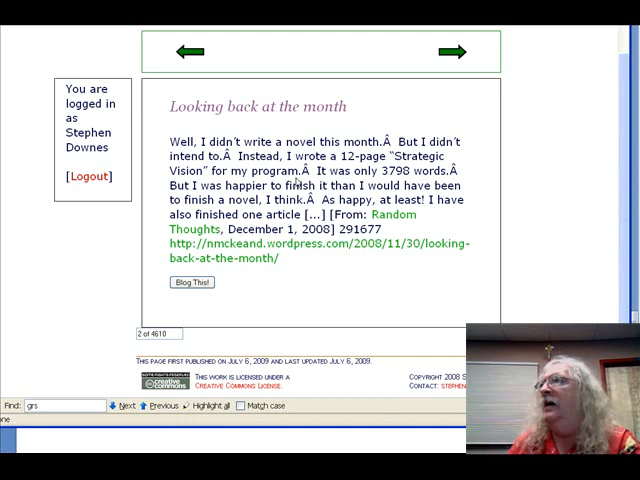 You are
logged in
as
Stephen
Downes
[Logout]
Looking back at the month
Well, I didn't write a novel this month.Â  But I didn't
intend to.Â  Instead, I wrote a 12-page “Strategic
Vision” for my program.Â  It was only 3798 words.Â
But I was happier to finish it than I would have been
to finish a novel, I think.Â  As happy, at least! I have
also finished one article [...] [From: Random
Thoughts, December 1, 2008] 291677
http://nmckeand.wordpress.com/2008/11/30/looking-
back-at-the-month/
Blog This!
2 of 4610
THIS PAGE FIRST PUBLISHED ON JULY 6, 2009 AND LAST UPDATED JULY 6, 2009.
SOME RIGHTS RESERVED
creative commons
THIS WORK IS LICENSED UNDER A
CREATIVE COMMONS LICENSE.
COPYRIGHT 2008 S
CONTACT: STEPHEN
Find: grs Next Previous Highlight all Match case
one